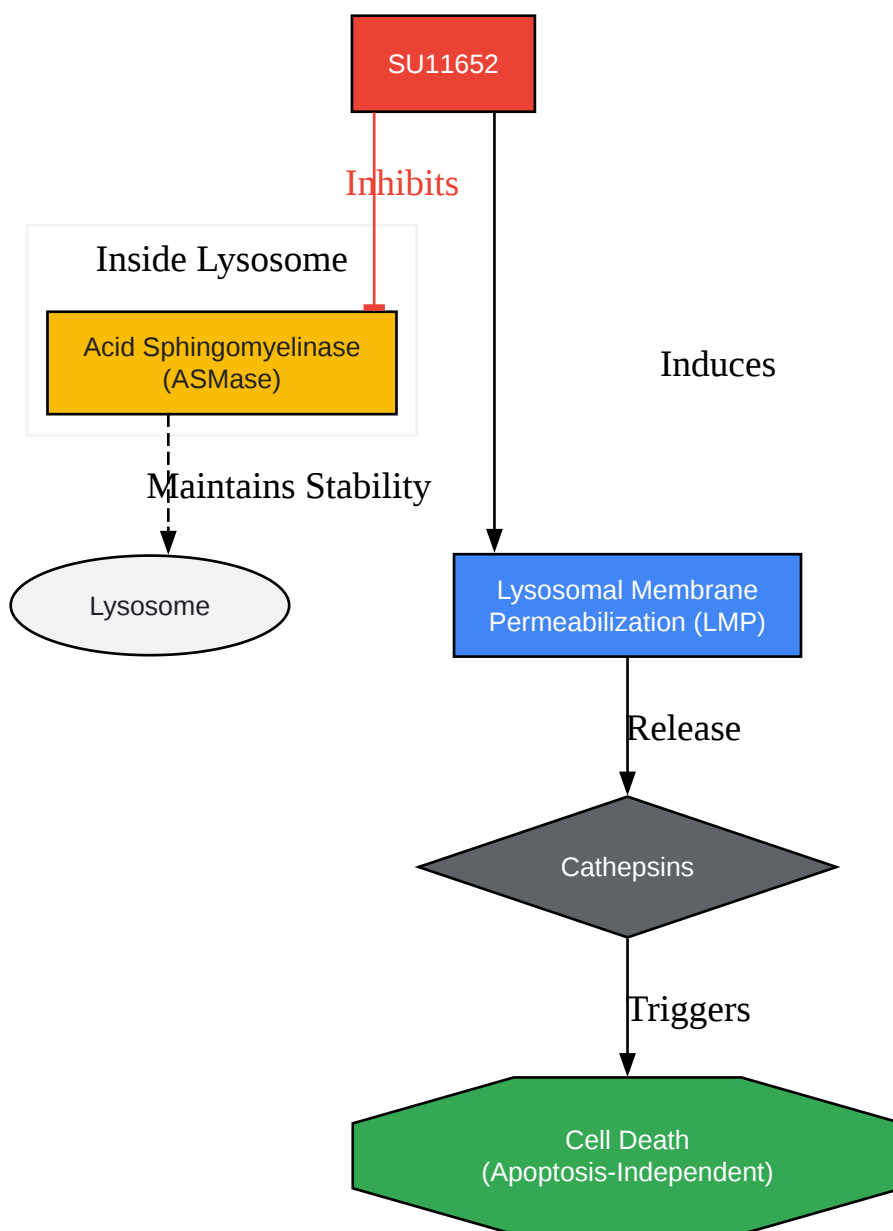 SU11652
Inhibits
Inside Lysosome
Acid Sphingomyelinase
(ASMase)
Induces
Maintains Stability
Lysosome
Lysosomal Membrane
Permeabilization (LMP)
Release
Cathepsins
Triggers
Cell Death
(Apoptosis-Independent)